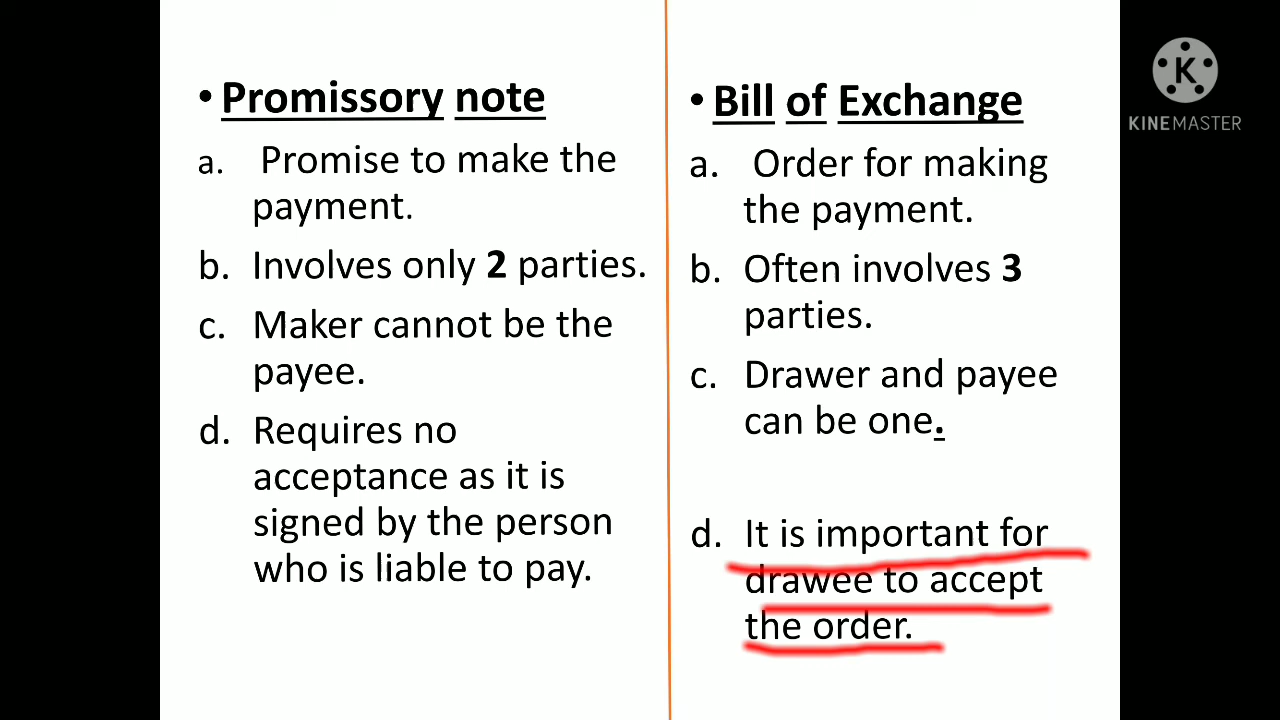 • Promissory note
a. Promise to make the
payment.
b. Involves only 2 parties.
c. Maker cannot be the
payee.
d. Requires no
acceptance as it is
signed by the person
who is liable to pay.
• Bill of Exchange
a. Order for making
the payment.
b. Often involves 3
parties.
c. Drawer and payee
can be one.
d. It is important for
drawee to accept
the order.
K
KINEMASTER